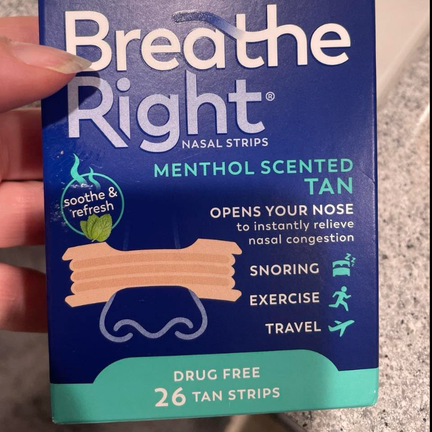 Breathe
Right®
NASAL STRIPS
MENTHOL SCENTED
TAN
soothe &
refresh
OPENS YOUR NOSE
to instantly relieve
nasal congestion
SNORING
EXERCISE
TRAVEL
DRUG FREE
26 TAN STRIPS